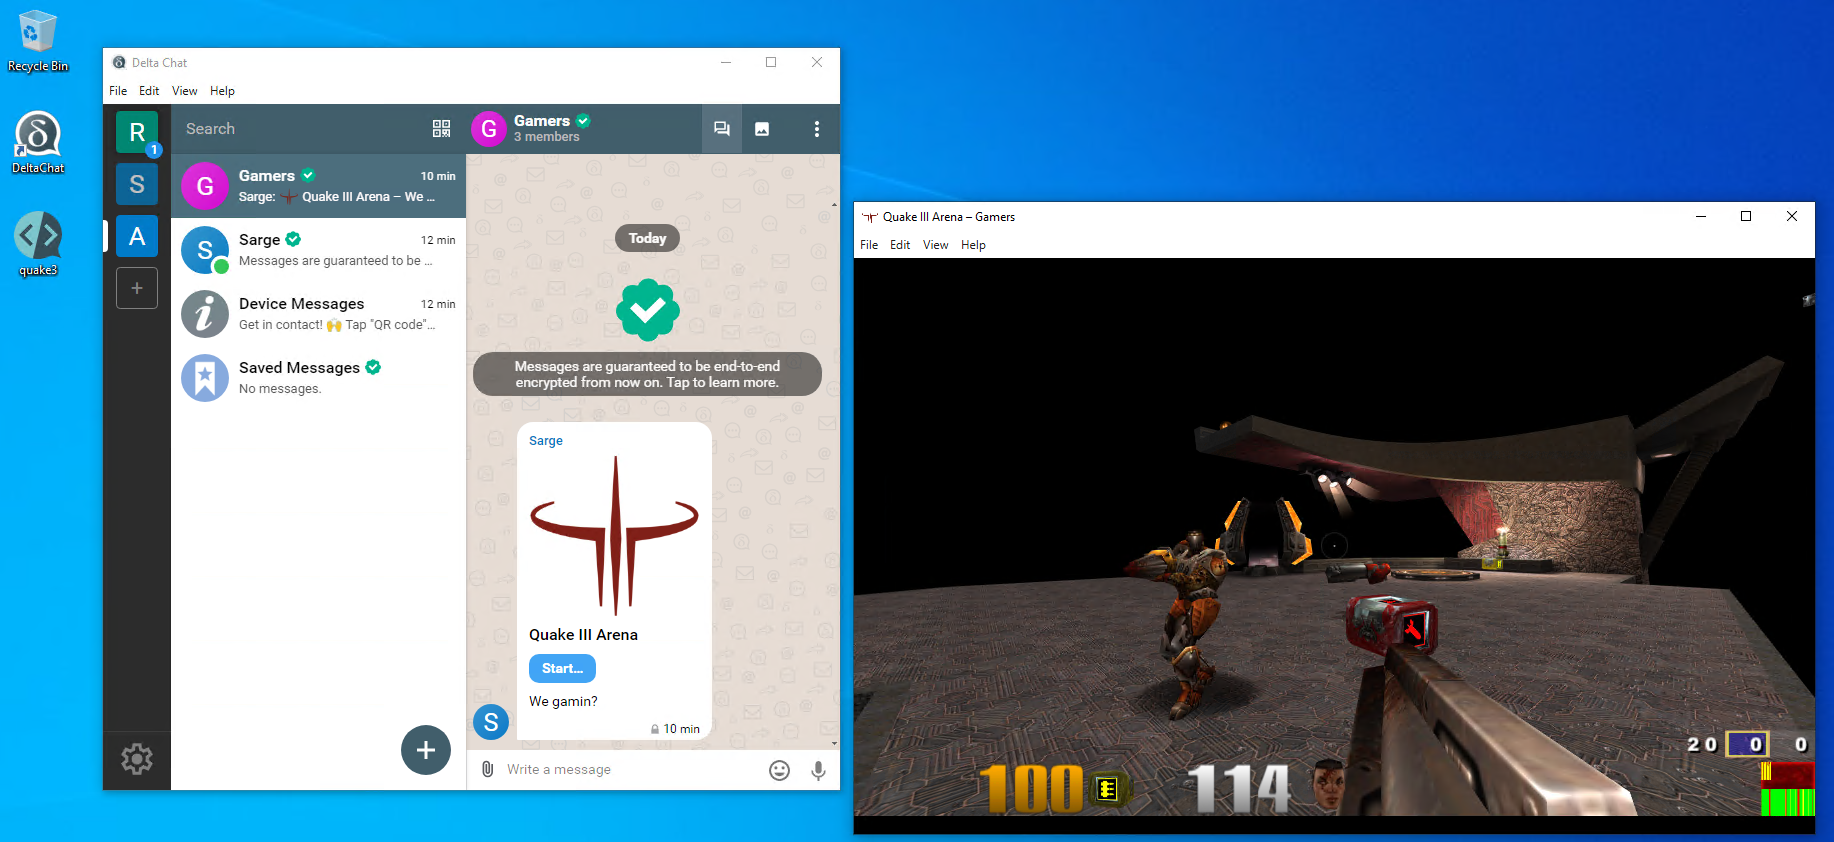 Recycle Bin
DeltaChat
quake3
Delta Chat
File Edit View Help
R
1
S
A
+
Search
Gamers
10 min
Sarge: Quake III Arena – We ...
G
Sarge
12 min
Messages are guaranteed to be ...
S
Device Messages
12 min
Get in contact! 🙌 Tap "QR code"...
i
Saved Messages
No messages.
+
G
Gamers
3 members
Today
Messages are guaranteed to be end-to-end
encrypted from now on. Tap to learn more.
Sarge
Quake III Arena
Start...
We gamin?
S
10 min
Write a message
Quake III Arena – Gamers
File Edit View Help
20 0 0
100 114